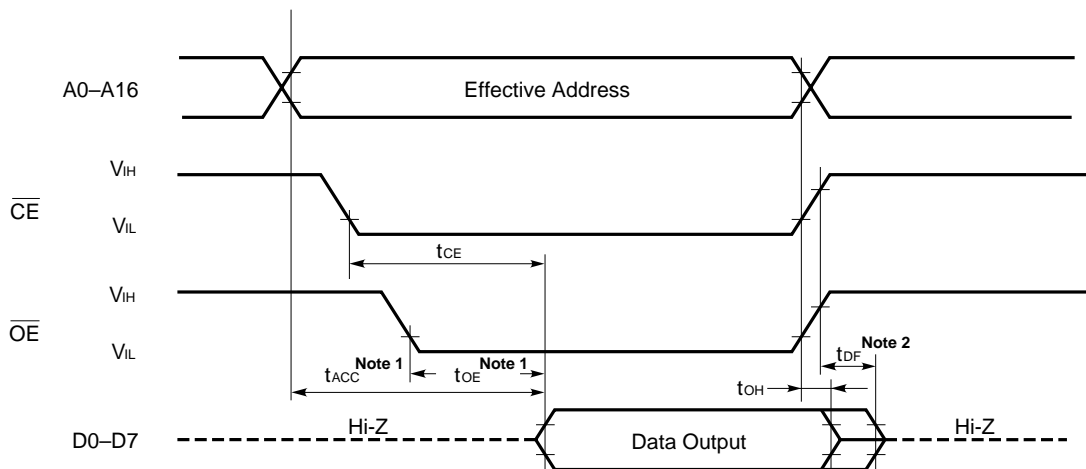 A0–A16
Effective Address
VIH
CE
VIL
tCE
VIH
OE
VIL
tACC Note 1
tOE Note 1
tDF Note 2
tOH
D0–D7
Hi-Z
Data Output
Hi-Z